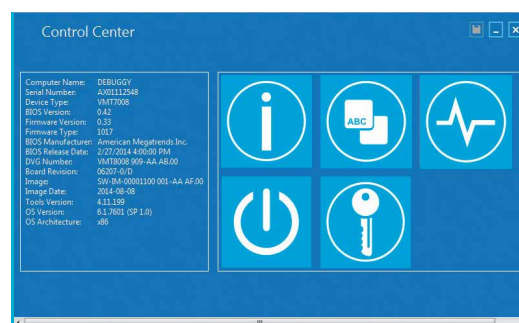 Control Center
Computer Name: DEBUGGY
Serial Number: AX01112548
Device Type: VMT7008
BIOS Version: 0.42
Firmware Version: 0.33
Firmware Type: 1017
BIOS Manufacturer: American Megatrends Inc.
BIOS Release Date: 2/27/2014 4:00:00 PM
DVG Number: VMT8008 909-AA A8.00
Board Revision: 06207-0/D
Image: SW-IM-00001100 001-AA AF.00
Image Date: 2014-08-08
Tools Version: 4.11.199
OS Version: 6.1.7601 (SP 1.0)
OS Architecture: x86
ABC